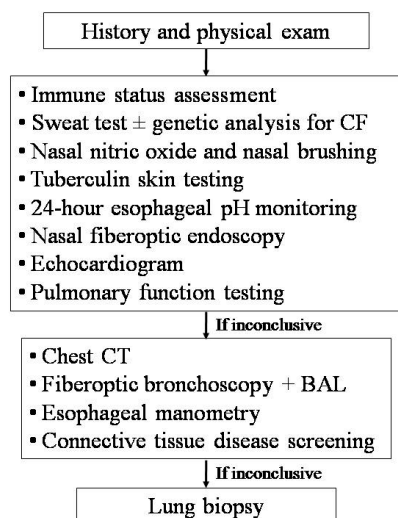 History and physical exam
▪ Immune status assessment
▪ Sweat test ± genetic analysis for CF
▪ Nasal nitric oxide and nasal brushing
▪ Tuberculin skin testing
▪ 24-hour esophageal pH monitoring
▪ Nasal fiberoptic endoscopy
▪ Echocardiogram
▪ Pulmonary function testing
If inconclusive
▪ Chest CT
▪ Fiberoptic bronchoscopy + BAL
▪ Esophageal manometry
▪ Connective tissue disease screening
If inconclusive
Lung biopsy